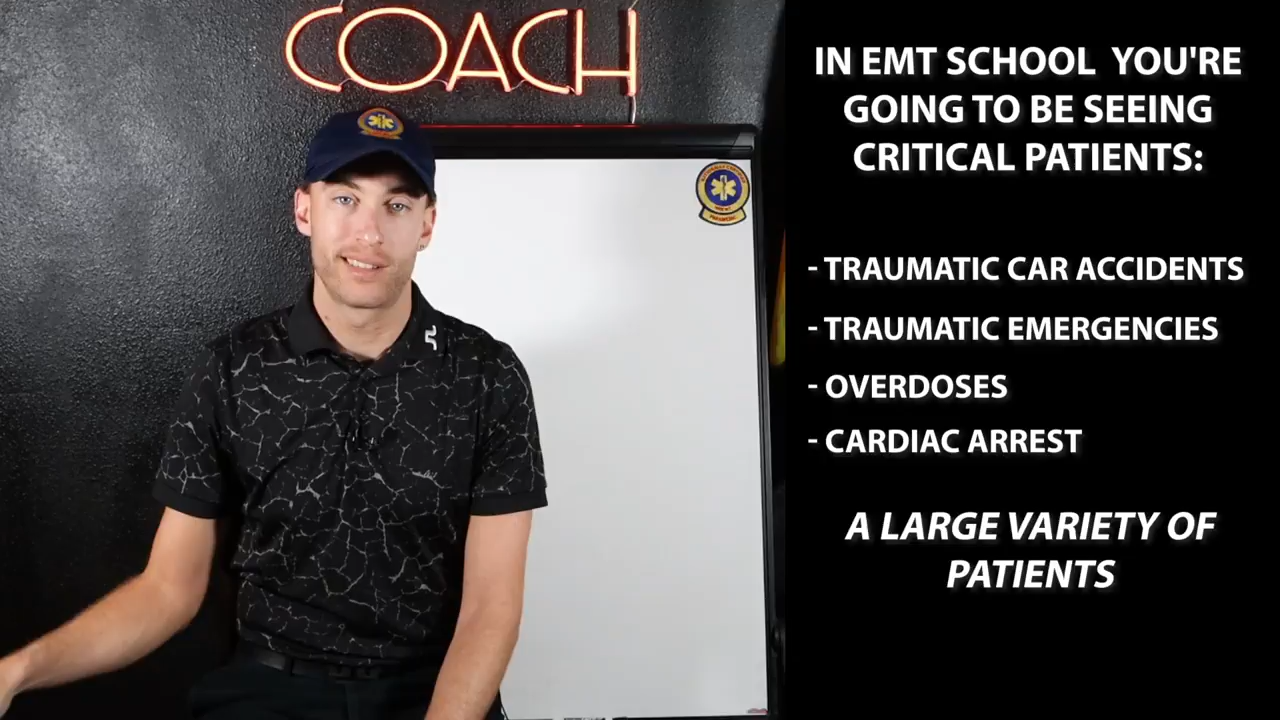 COACH
IN EMT SCHOOL YOU'RE
GOING TO BE SEEING
CRITICAL PATIENTS:
- TRAUMATIC CAR ACCIDENTS
- TRAUMATIC EMERGENCIES
- OVERDOSES
- CARDIAC ARREST
A LARGE VARIETY OF
PATIENTS